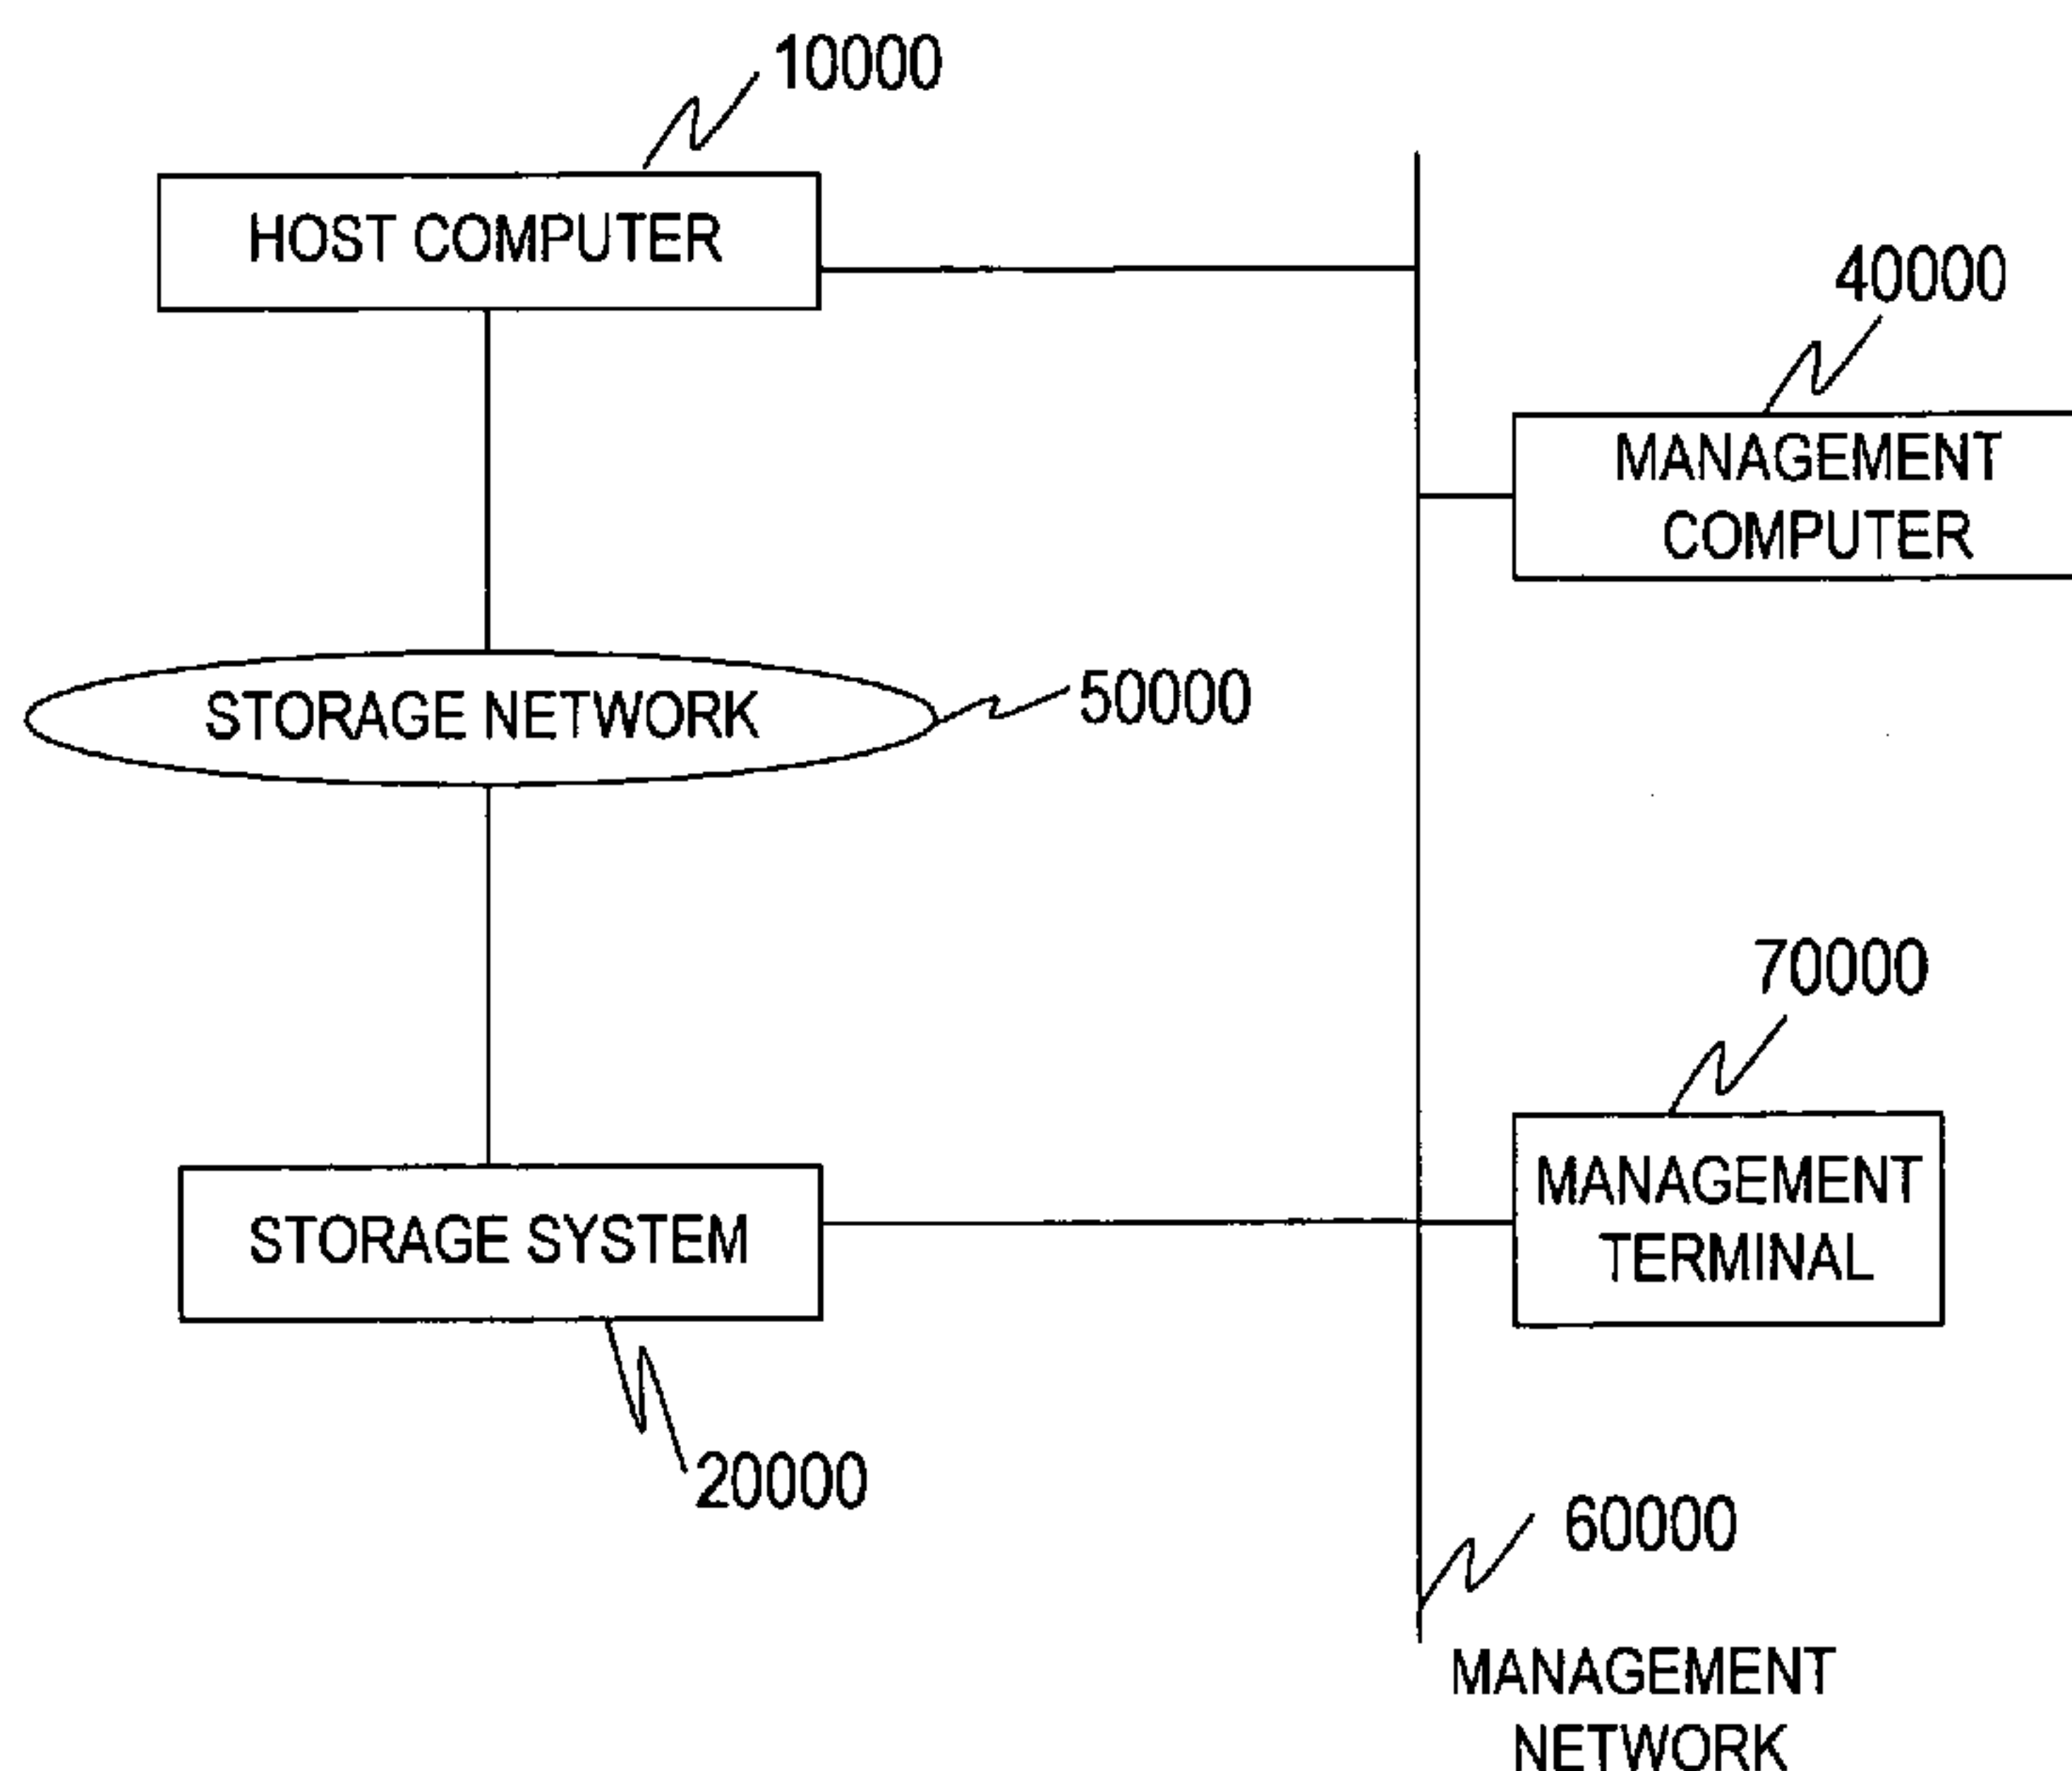 10000
HOST COMPUTER
40000
MANAGEMENT
COMPUTER
STORAGE NETWORK
50000
70000
MANAGEMENT
TERMINAL
STORAGE SYSTEM
20000
60000
MANAGEMENT
NETWORK